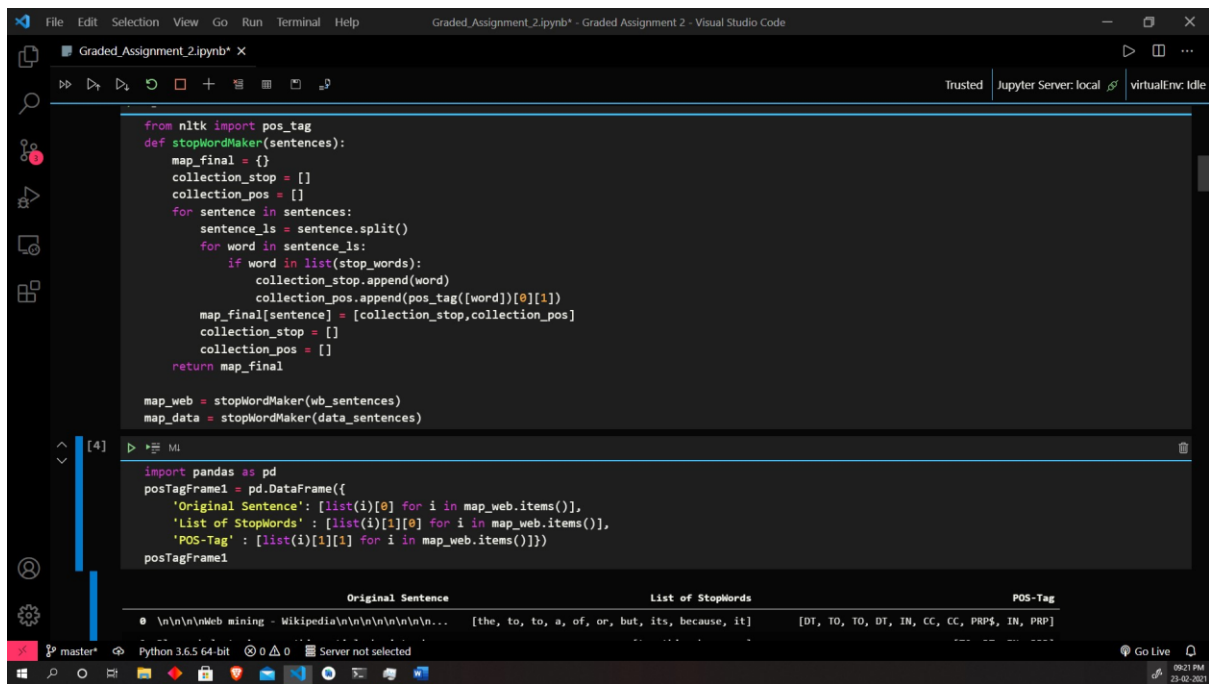 File Edit Selection View Go Run Terminal Help Graded_Assignment_2.ipynb* - Graded Assignment 2 - Visual Studio Code
Graded_Assignment_2.ipynb*
Trusted Jupyter Server: local virtualEnv: Idle
from nltk import pos_tag
def stopWordMaker(sentences):
    map_final = {}
    collection_stop = []
    collection_pos = []
    for sentence in sentences:
        sentence_ls = sentence.split()
        for word in sentence_ls:
            if word in list(stop_words):
                collection_stop.append(word)
                collection_pos.append(pos_tag([word])[0][1])
        map_final[sentence] = [collection_stop,collection_pos]
        collection_stop = []
        collection_pos = []
    return map_final
map_web = stopWordMaker(wb_sentences)
map_data = stopWordMaker(data_sentences)
[4] M↓
import pandas as pd
posTagFrame1 = pd.DataFrame({
    'Original Sentence': [list(i)[0] for i in map_web.items()],
    'List of StopWords' : [list(i)[1][0] for i in map_web.items()],
    'POS-Tag' : [list(i)[1][1] for i in map_web.items()]})
posTagFrame1
Original Sentence List of StopWords POS-Tag
0 \n\n\n\nWeb mining - Wikipedia\n\n\n\n\n\n\n... [the, to, to, a, of, or, but, its, because, it] [DT, TO, TO, DT, IN, CC, CC, PRP$, IN, PRP]
3
master* Python 3.6.5 64-bit 0 0 Server not selected Go Live
09:21 PM
23-02-2021